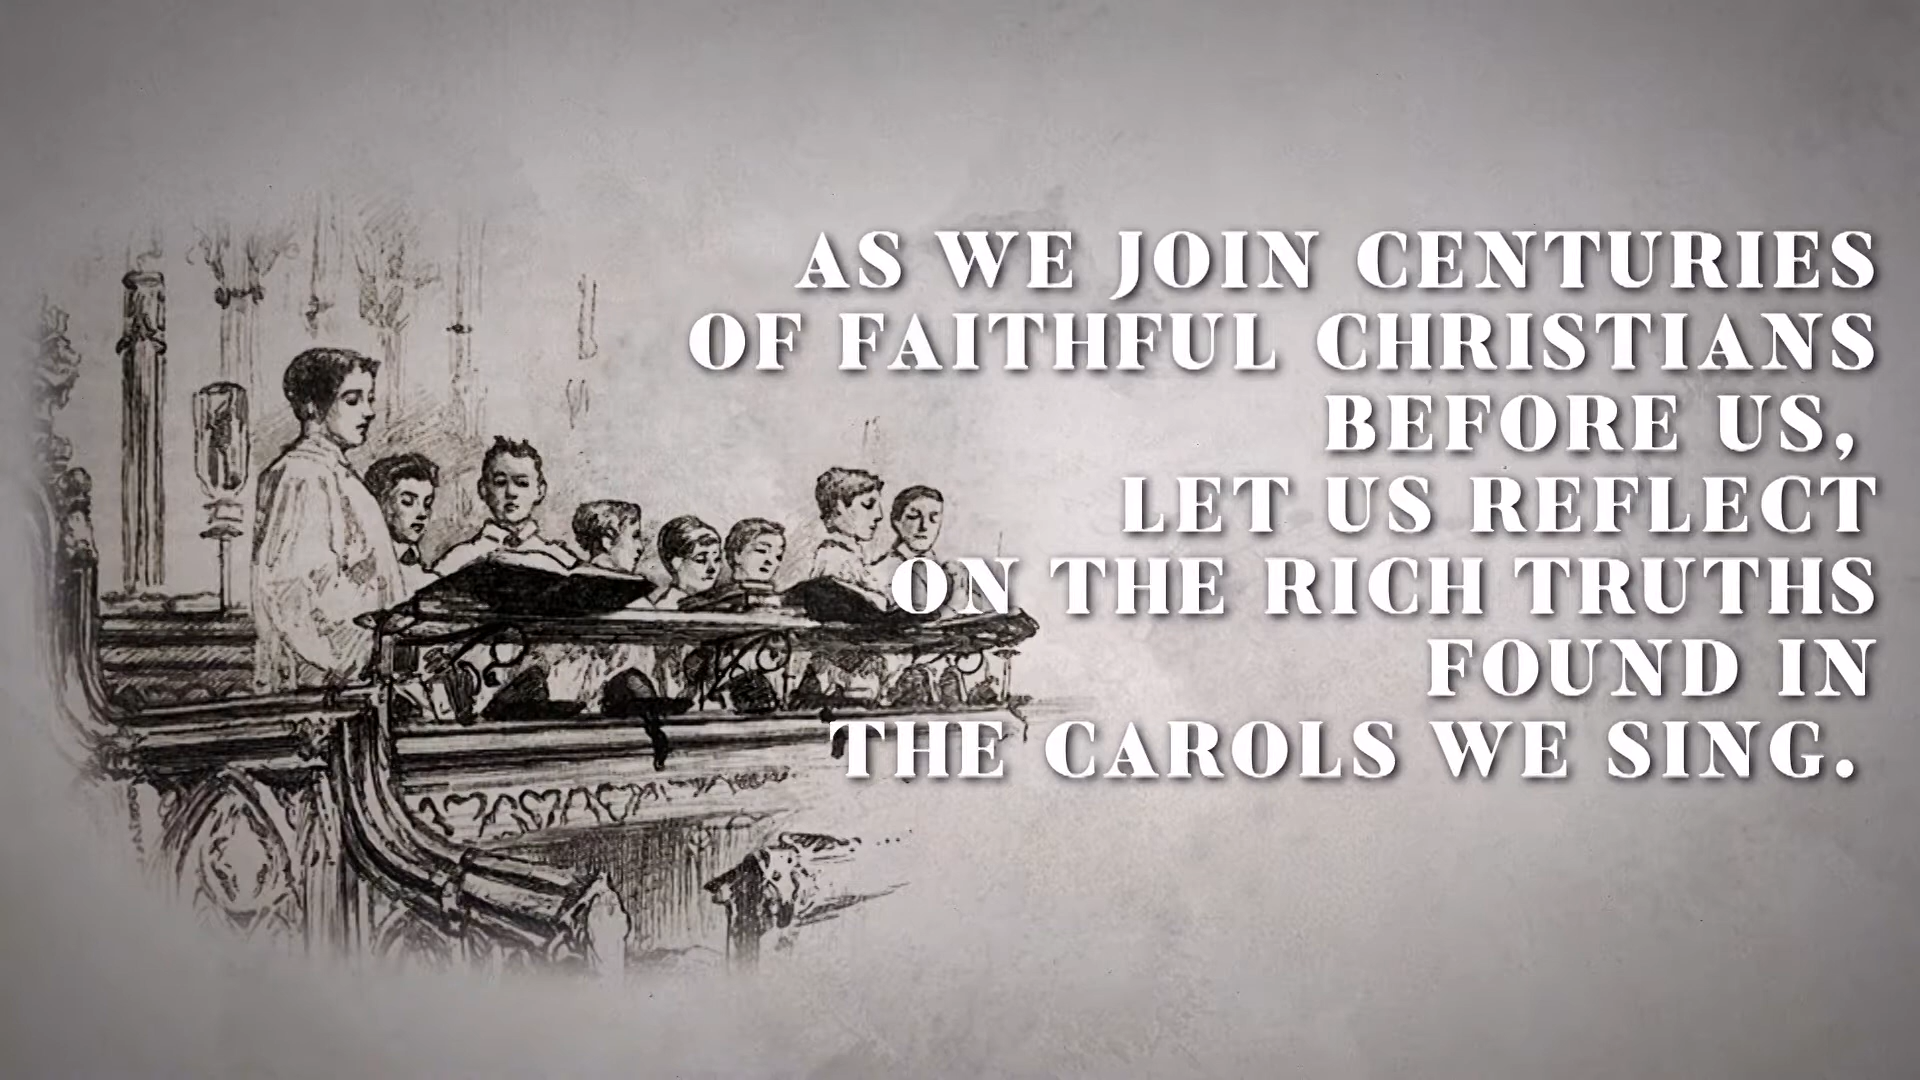 AS WE JOIN CENTURIES
OF FAITHFUL CHRISTIANS
BEFORE US,
LET US REFLECT
ON THE RICH TRUTHS
FOUND IN
THE CAROLS WE SING.